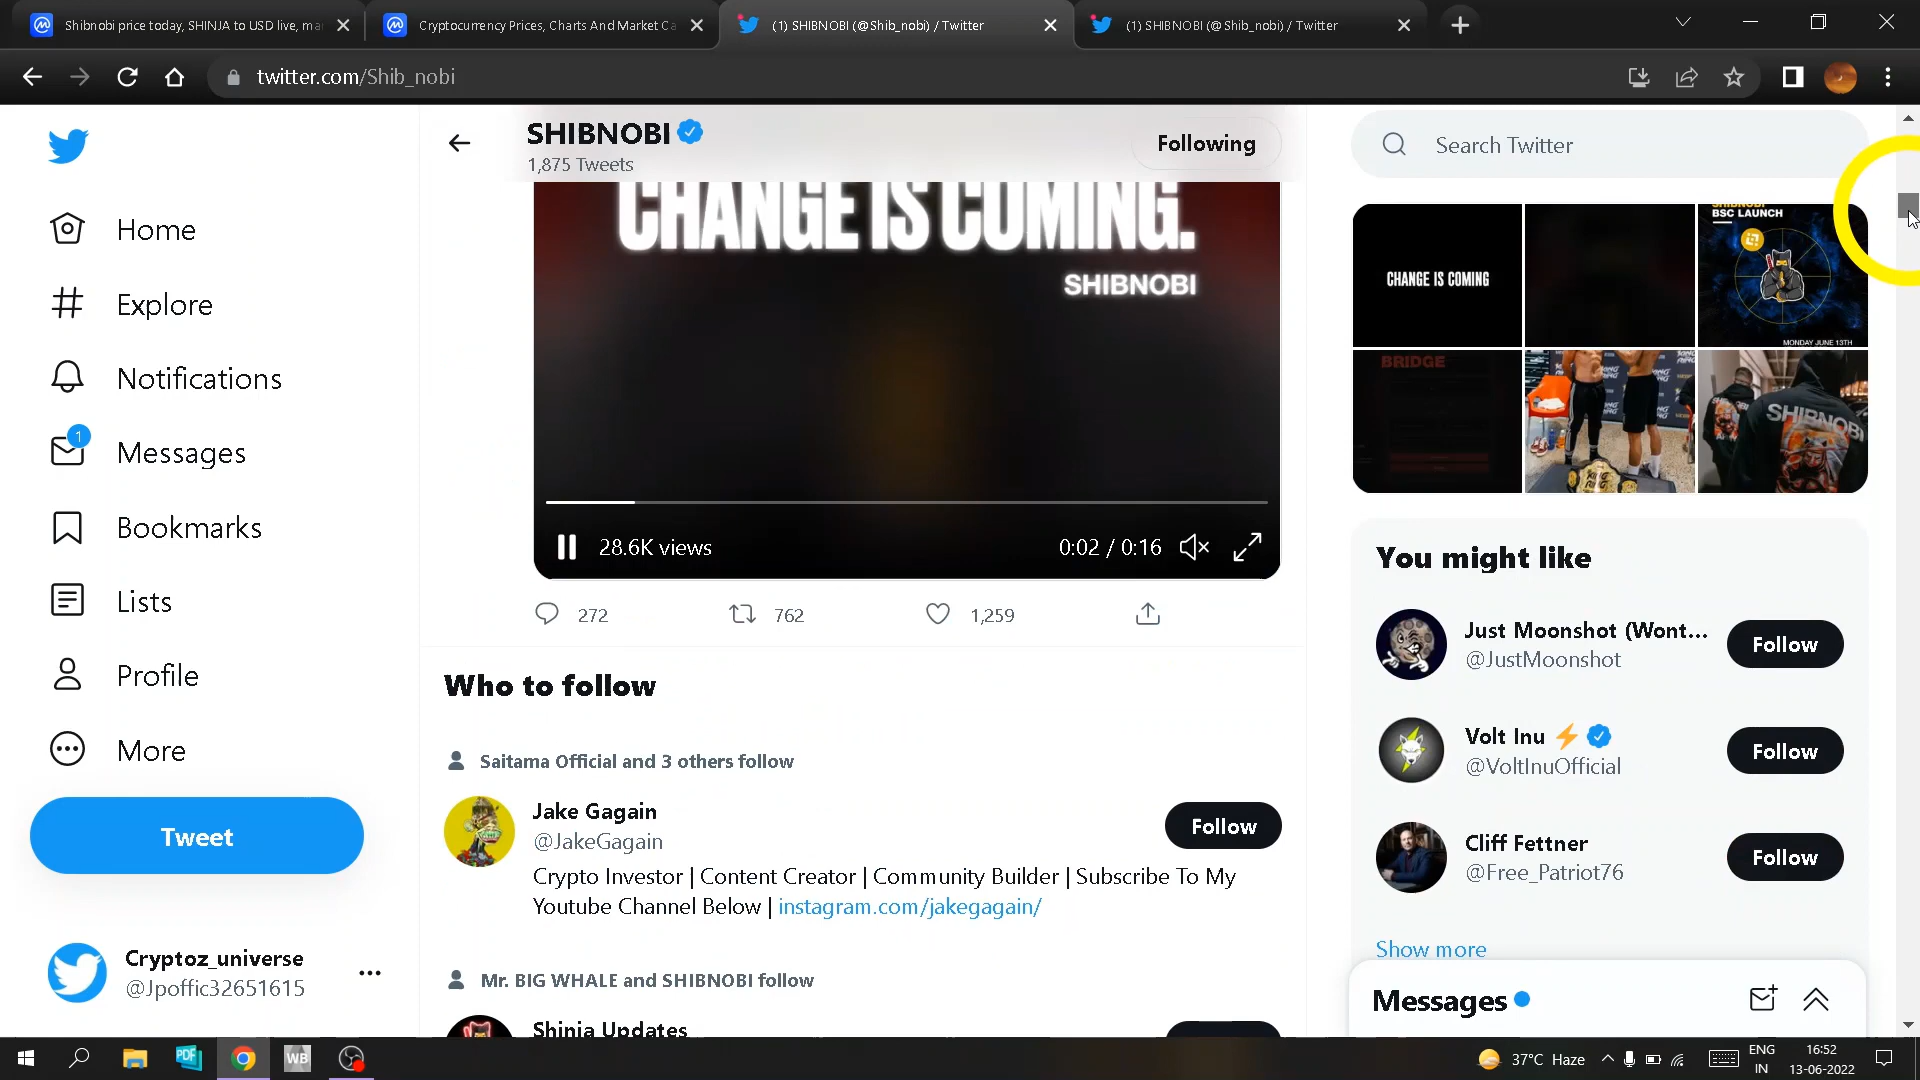 Shibnobi price today, SHINJA to USD live, ma
Cryptocurrency Prices, Charts And Market Ca
(1) SHIBNOBI (@Shib_nobi) / Twitter
(1) SHIBNOBI (@Shib_nobi) / Twitter
twitter.com/Shib_nobi
SHIBNOBI
1,875 Tweets
Following
Search Twitter
Home
Explore
Notifications
1
Messages
Bookmarks
Lists
Profile
More
Tweet
Cryptoz_universe
@Jpoffic32651615
CHANGE IS COMING.
SHIBNOBI
28.6K views
0:02 / 0:16
272
762
1,259
Who to follow
Saitama Official and 3 others follow
Jake Gagain
@JakeGagain
Follow
Crypto Investor | Content Creator | Community Builder | Subscribe To My
Youtube Channel Below | instagram.com/jakegagain/
Mr. BIG WHALE and SHIBNOBI follow
Shinja Updates
CHANGE IS COMING
SHIBNOBI
BSC LAUNCH
MONDAY JUNE 13TH
BRIDGE
SHIBNOBI
You might like
Just Moonshot (Wont...
@JustMoonshot
Follow
Volt Inu
@VoltInuOfficial
Follow
Cliff Fettner
@Free_Patriot76
Follow
Show more
Messages
PDF
WB
37°C Haze
ENG
IN
16:52
13-06-2022